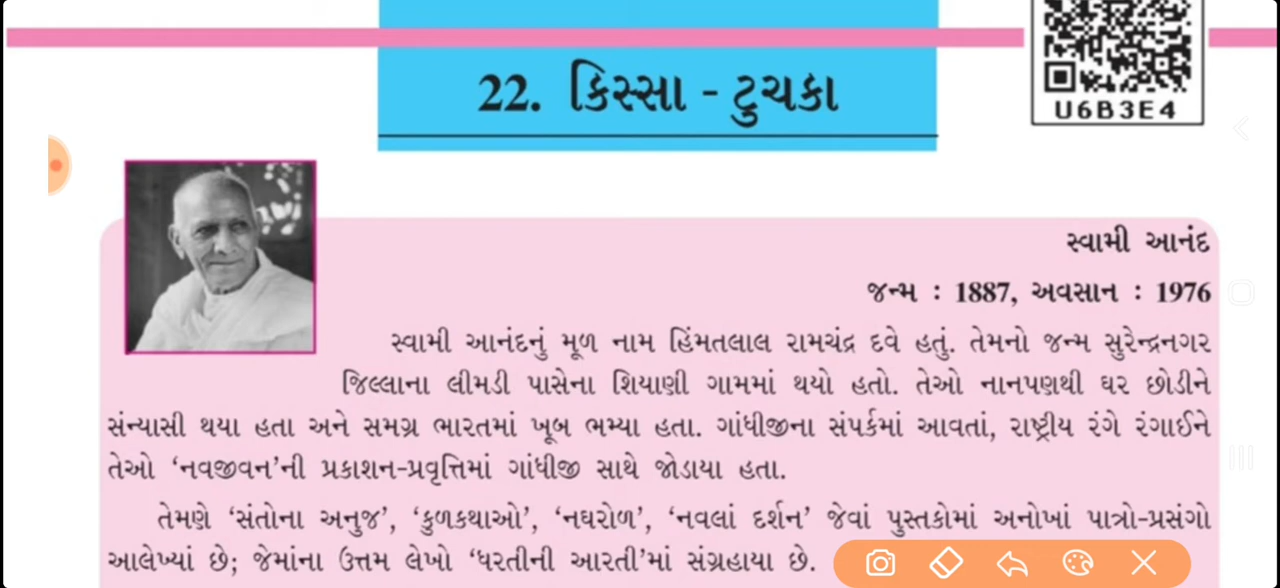 U6B3E4
22. કિસ્સા - ટુચકા
સ્વામી આનંદ
જન્મ : 1887, અવસાન : 1976
સ્વામી આનંદનું મૂળ નામ હિંમતલાલ રામચંદ્ર દવે હતું. તેમનો જન્મ સુરેન્દ્રનગર
જિલ્લાના લીમડી પાસેના શિયાણી ગામમાં થયો હતો. તેઓ નાનપણથી ઘર છોડીને
સંન્યાસી થયા હતા અને સમગ્ર ભારતમાં ખૂબ ભમ્યા હતા. ગાંધીજીના સંપર્કમાં આવતાં, રાષ્ટ્રીય રંગે રંગાઈને
તેઓ ‘નવજીવન’ની પ્રકાશન-પ્રવૃત્તિમાં ગાંધીજી સાથે જોડાયા હતા.
તેમણે ‘સંતોના અનુજ’, ‘કુળકથાઓ’, ‘નઘરોળ’, ‘નવલાં દર્શન’ જેવાં પુસ્તકોમાં અનોખાં પાત્રો-પ્રસંગો
આલેખ્યાં છે; જેમાંના ઉત્તમ લેખો ‘ધરતીની આરતી’માં સંગ્રહાયા છે.